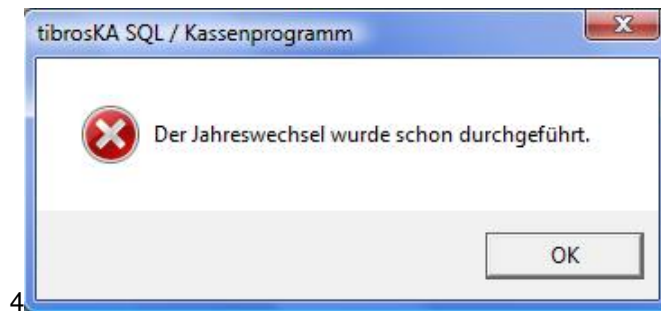 tibrosKA SQL / Kassenprogramm
Der Jahreswechsel wurde schon durchgeführt.
OK
4